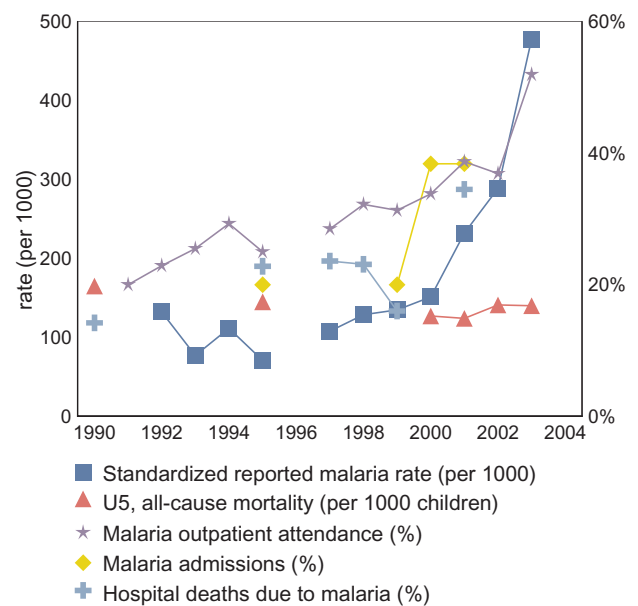 500
400
300
200
100
0
rate (per 1000)
60%
40%
20%
0%
1990 1992 1994 1996 1998 2000 2002 2004
Standardized reported malaria rate (per 1000)
U5, all-cause mortality (per 1000 children)
Malaria outpatient attendance (%)
Malaria admissions (%)
Hospital deaths due to malaria (%)